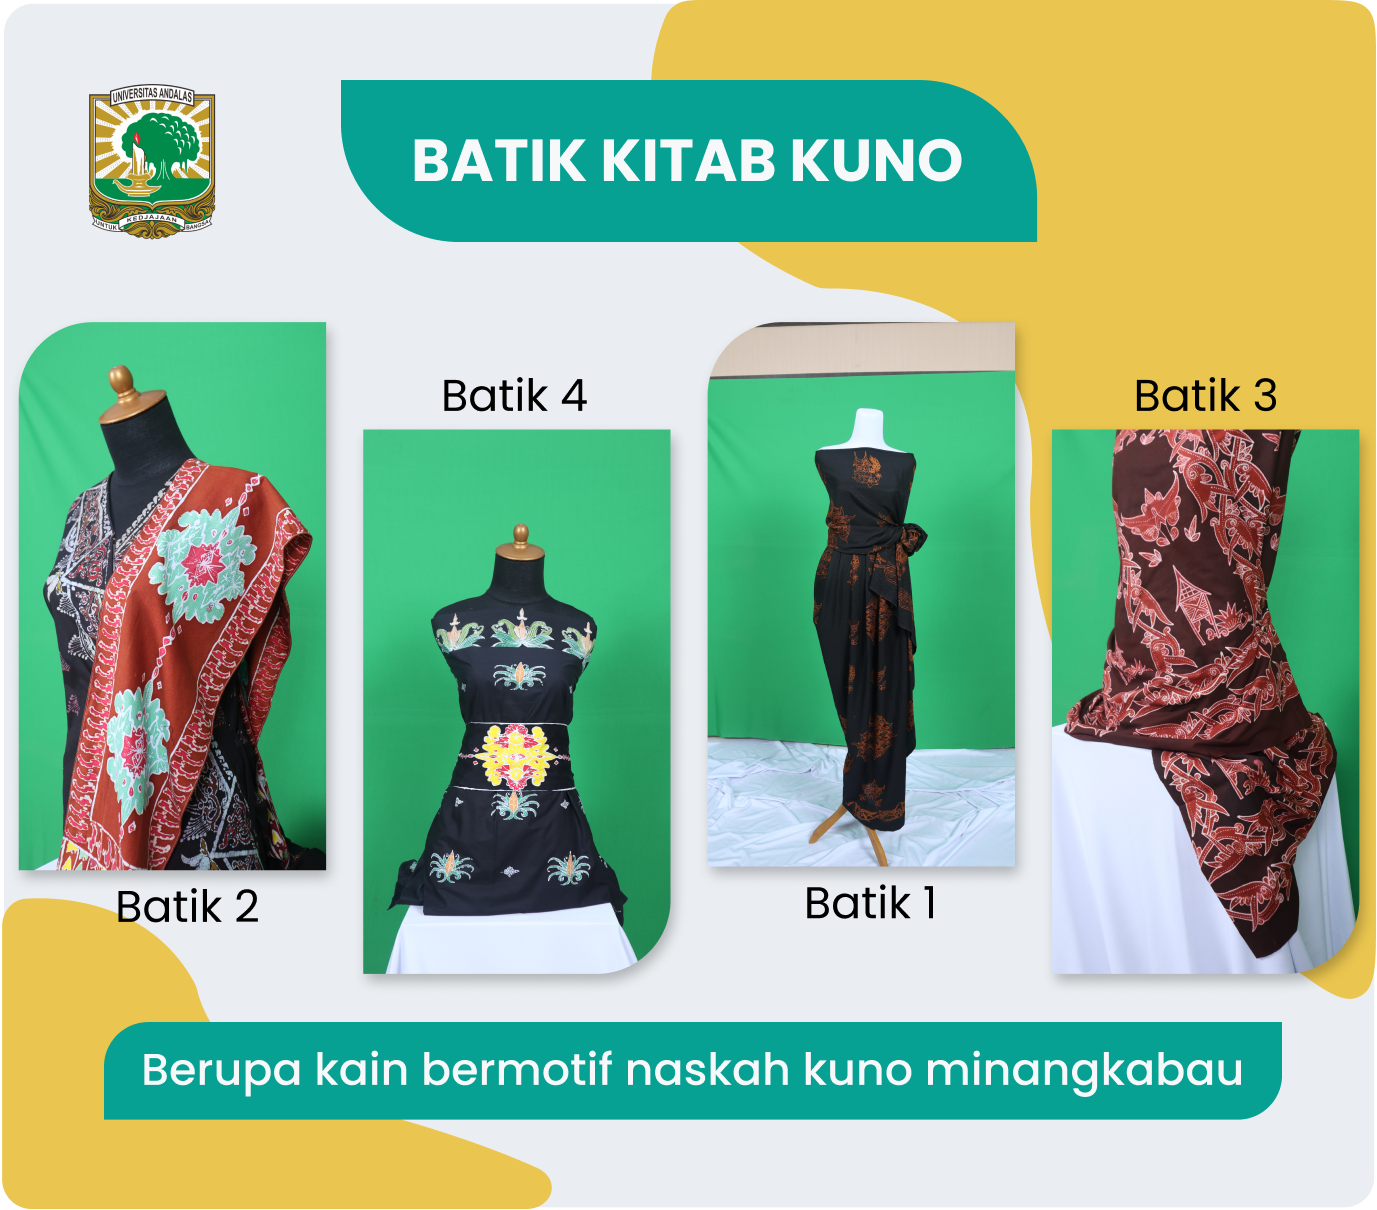 UNIVERSITAS ANDALAS
UNTUK KEDJAJAAN BANGSA
BATIK KITAB KUNO
Batik 4
Batik 3
Batik 2
Batik 1
Berupa kain bermotif naskah kuno minangkabau